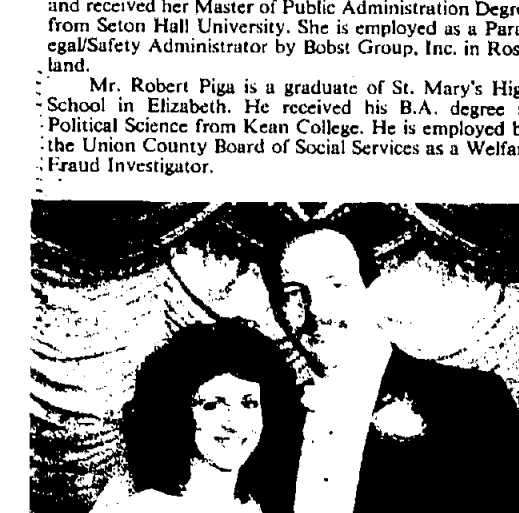 and received her Master of Public Administration Degre
from Seton Hall University. She is employed as a Para
egal/Safety Administrator by Bobst Group, Inc. in Ros
land.
Mr. Robert Piga is a graduate of St. Mary's Hig
School in Elizabeth. He received his B.A. degree
Political Science from Kean College. He is employed b
the Union County Board of Social Services as a Welfar
Fraud Investigator.